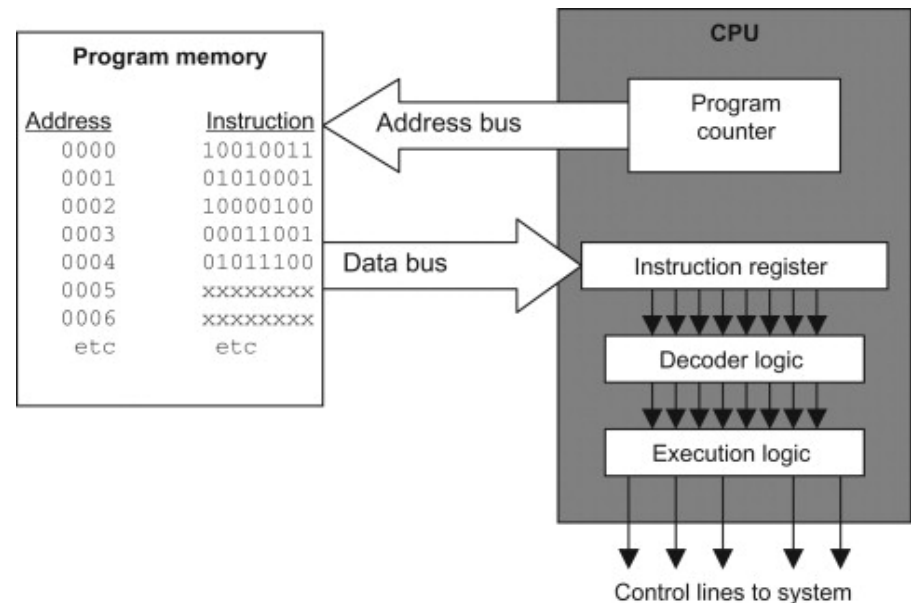 Program memory
Address Instruction
0000 10010011
0001 01010001
0002 10000100
0003 00011001
0004 01011100
0005 xxxxxxxx
0006 xxxxxxxx
etc etc
Address bus
Data bus
CPU
Program
counter
Instruction register
Decoder logic
Execution logic
Control lines to system